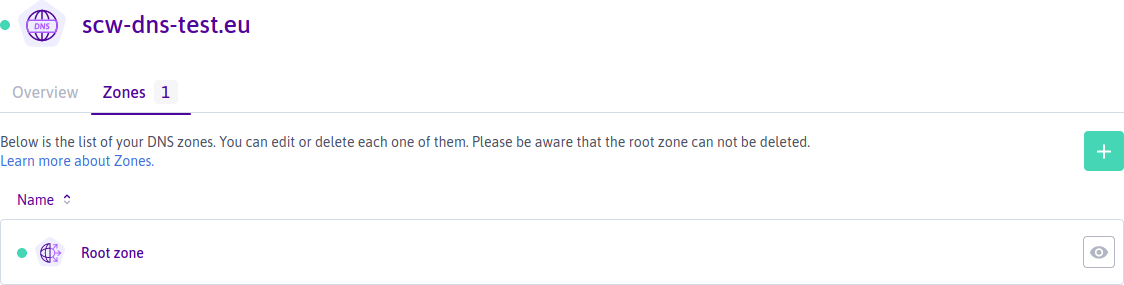 DNS
scw-dns-test.eu
Overview Zones 1
Below is the list of your DNS zones. You can edit or delete each one of them. Please be aware that the root zone can not be deleted.
Learn more about Zones.
Name
Root zone